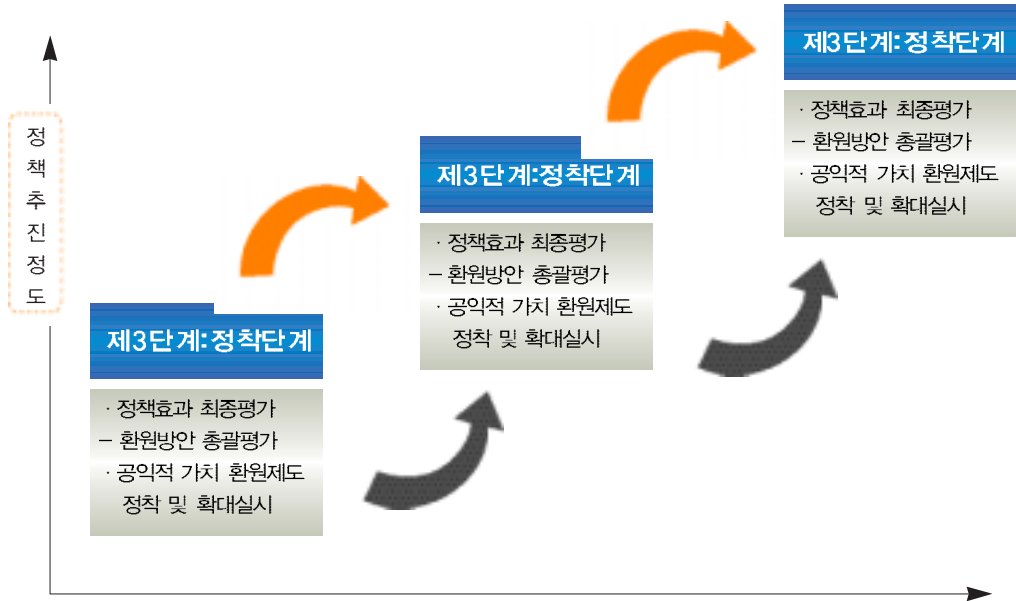 정책추진정도
제3단계:정착단계
· 정책효과 최종평가
– 환원방안 총괄평가
· 공익적 가치 환원제도
정착 및 확대실시
제3단계:정착단계
· 정책효과 최종평가
– 환원방안 총괄평가
· 공익적 가치 환원제도
정착 및 확대실시
제3단계:정착단계
· 정책효과 최종평가
– 환원방안 총괄평가
· 공익적 가치 환원제도
정착 및 확대실시